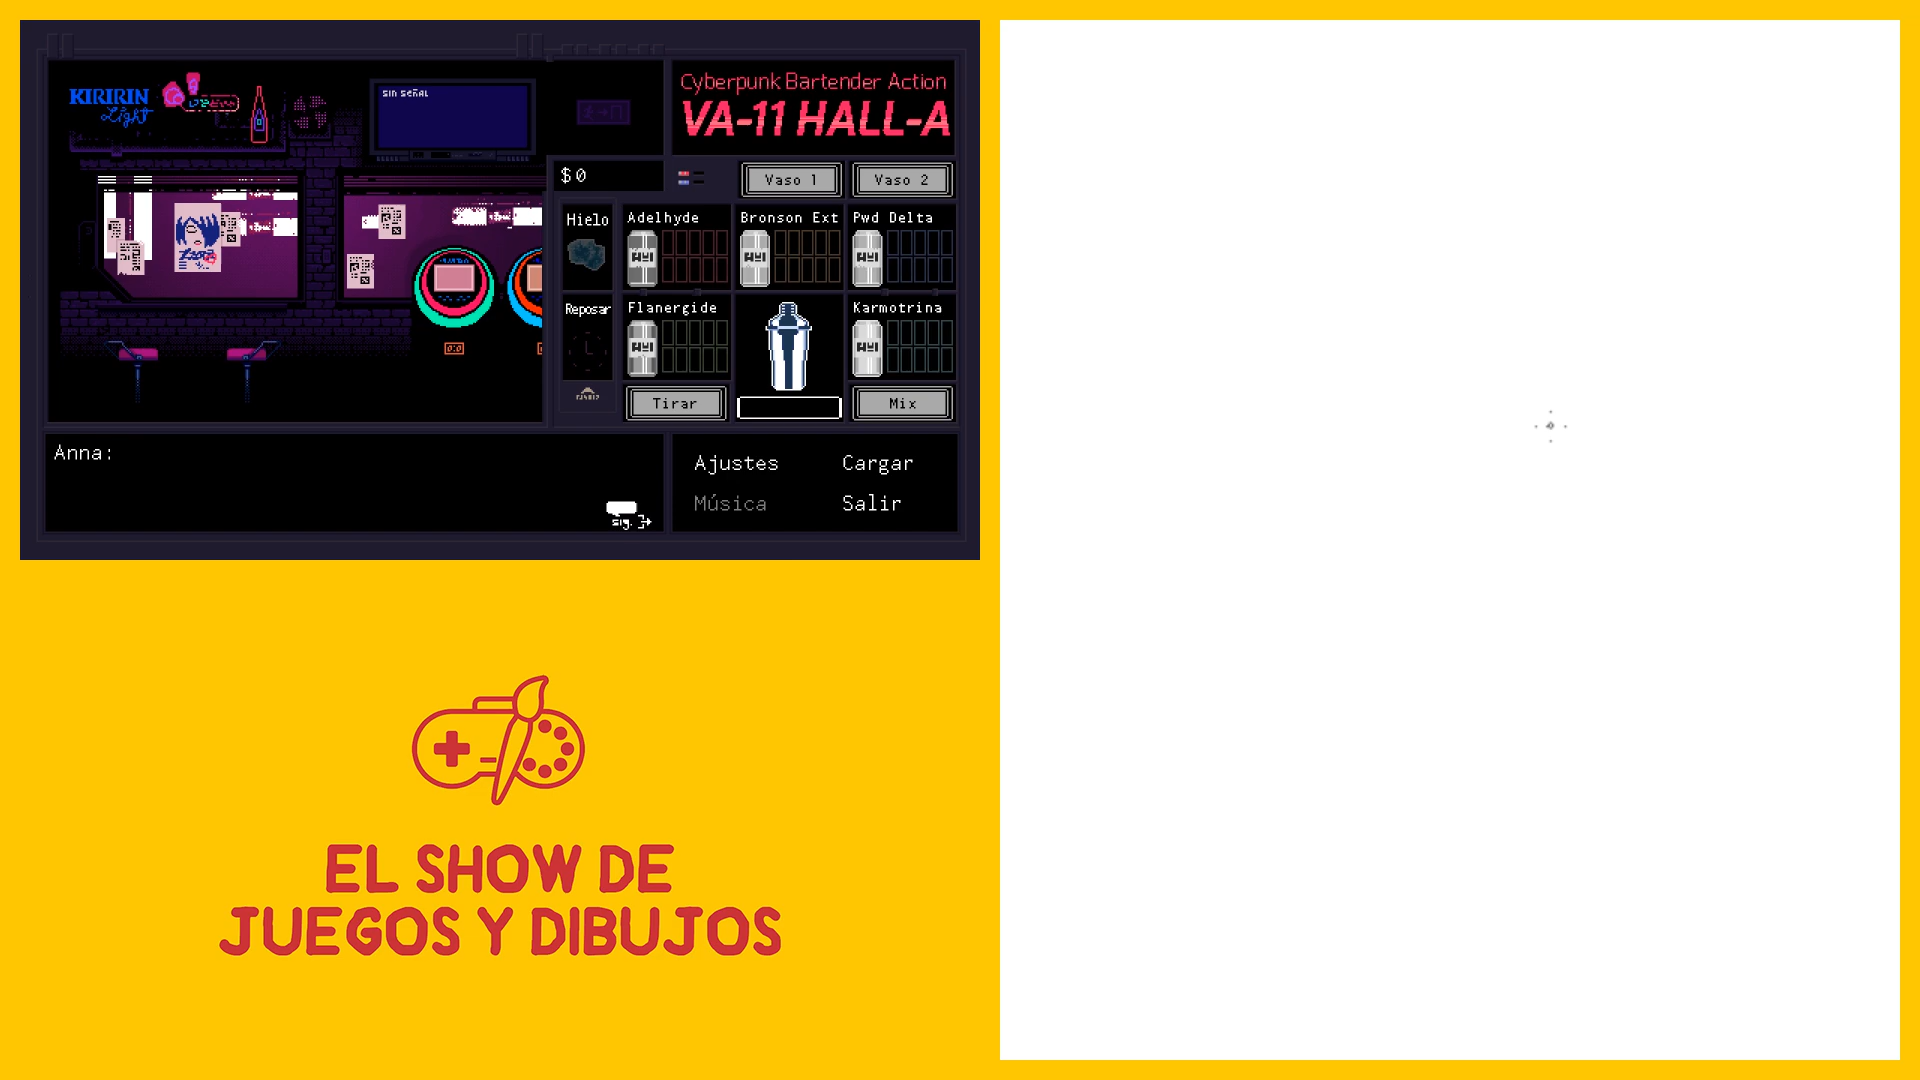 KIRIRIN
Light
SIN SEÑAL
Cyberpunk Bartender Action
VA-11 HALL-A
$0
Vaso 1
Vaso 2
Hielo
Adelhyde
Bronson Ext
Pwd Delta
Reposar
Flanergide
Karmotrina
Tirar
Mix
Anna:
sig.
Ajustes
Cargar
Música
Salir
EL SHOW DE
JUEGOS Y DIBUJOS